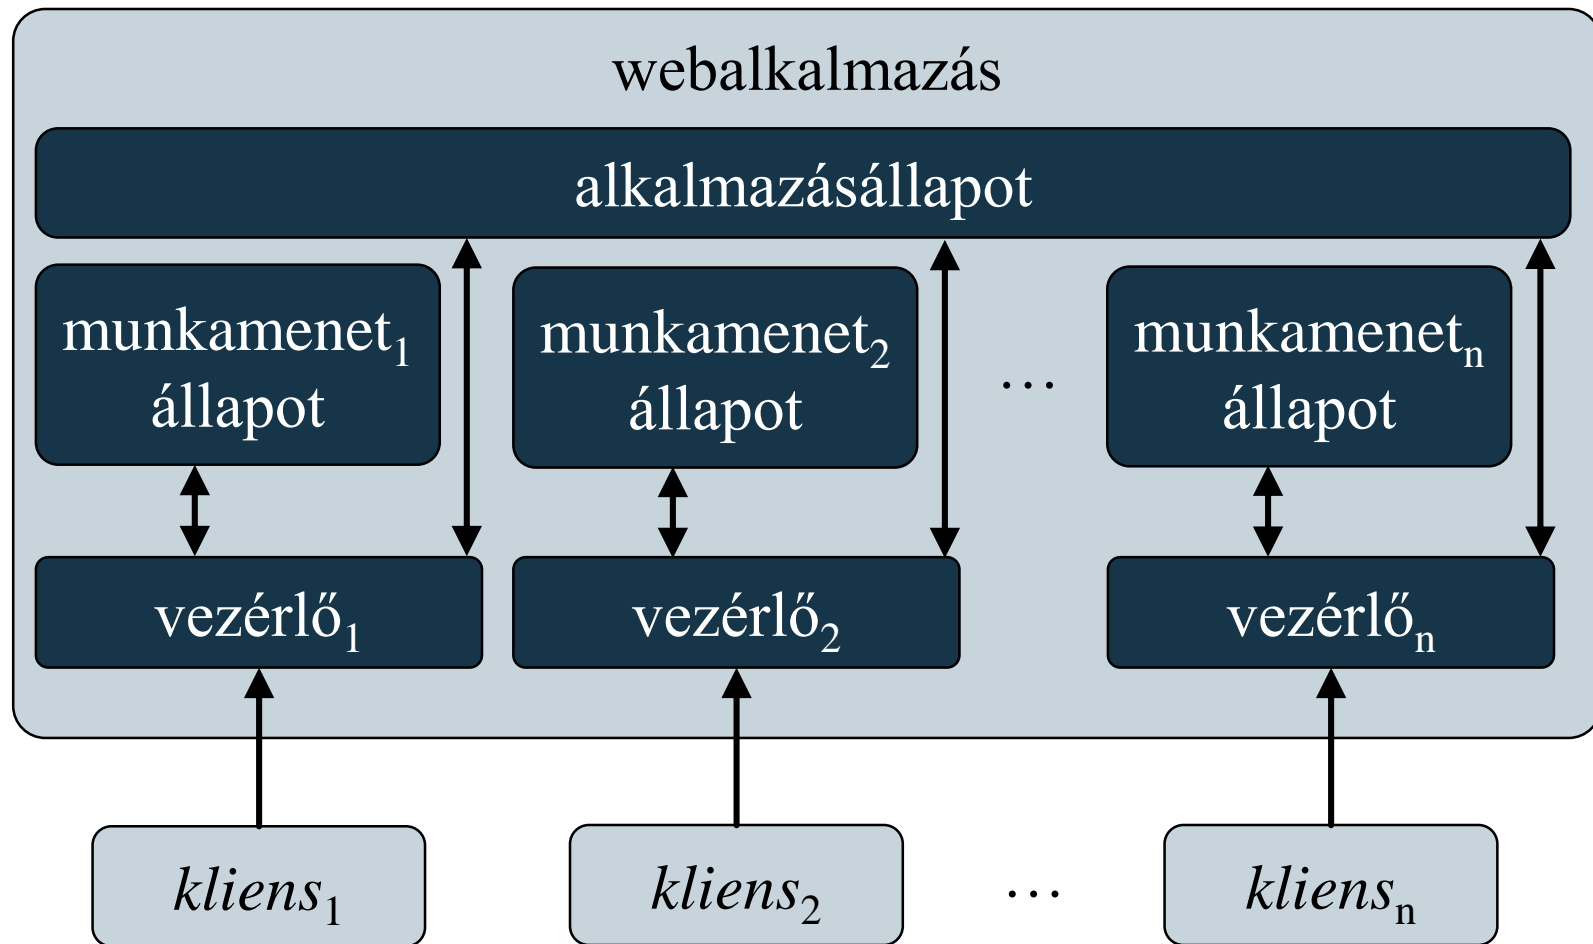 webalkalmazás
alkalmazásállapot
munkamenet₁
állapot
munkamenet₂
állapot
...
munkamenetₙ
állapot
vezérlő₁
vezérlő₂
vezérlőₙ
kliens₁
kliens₂
...
kliensₙ